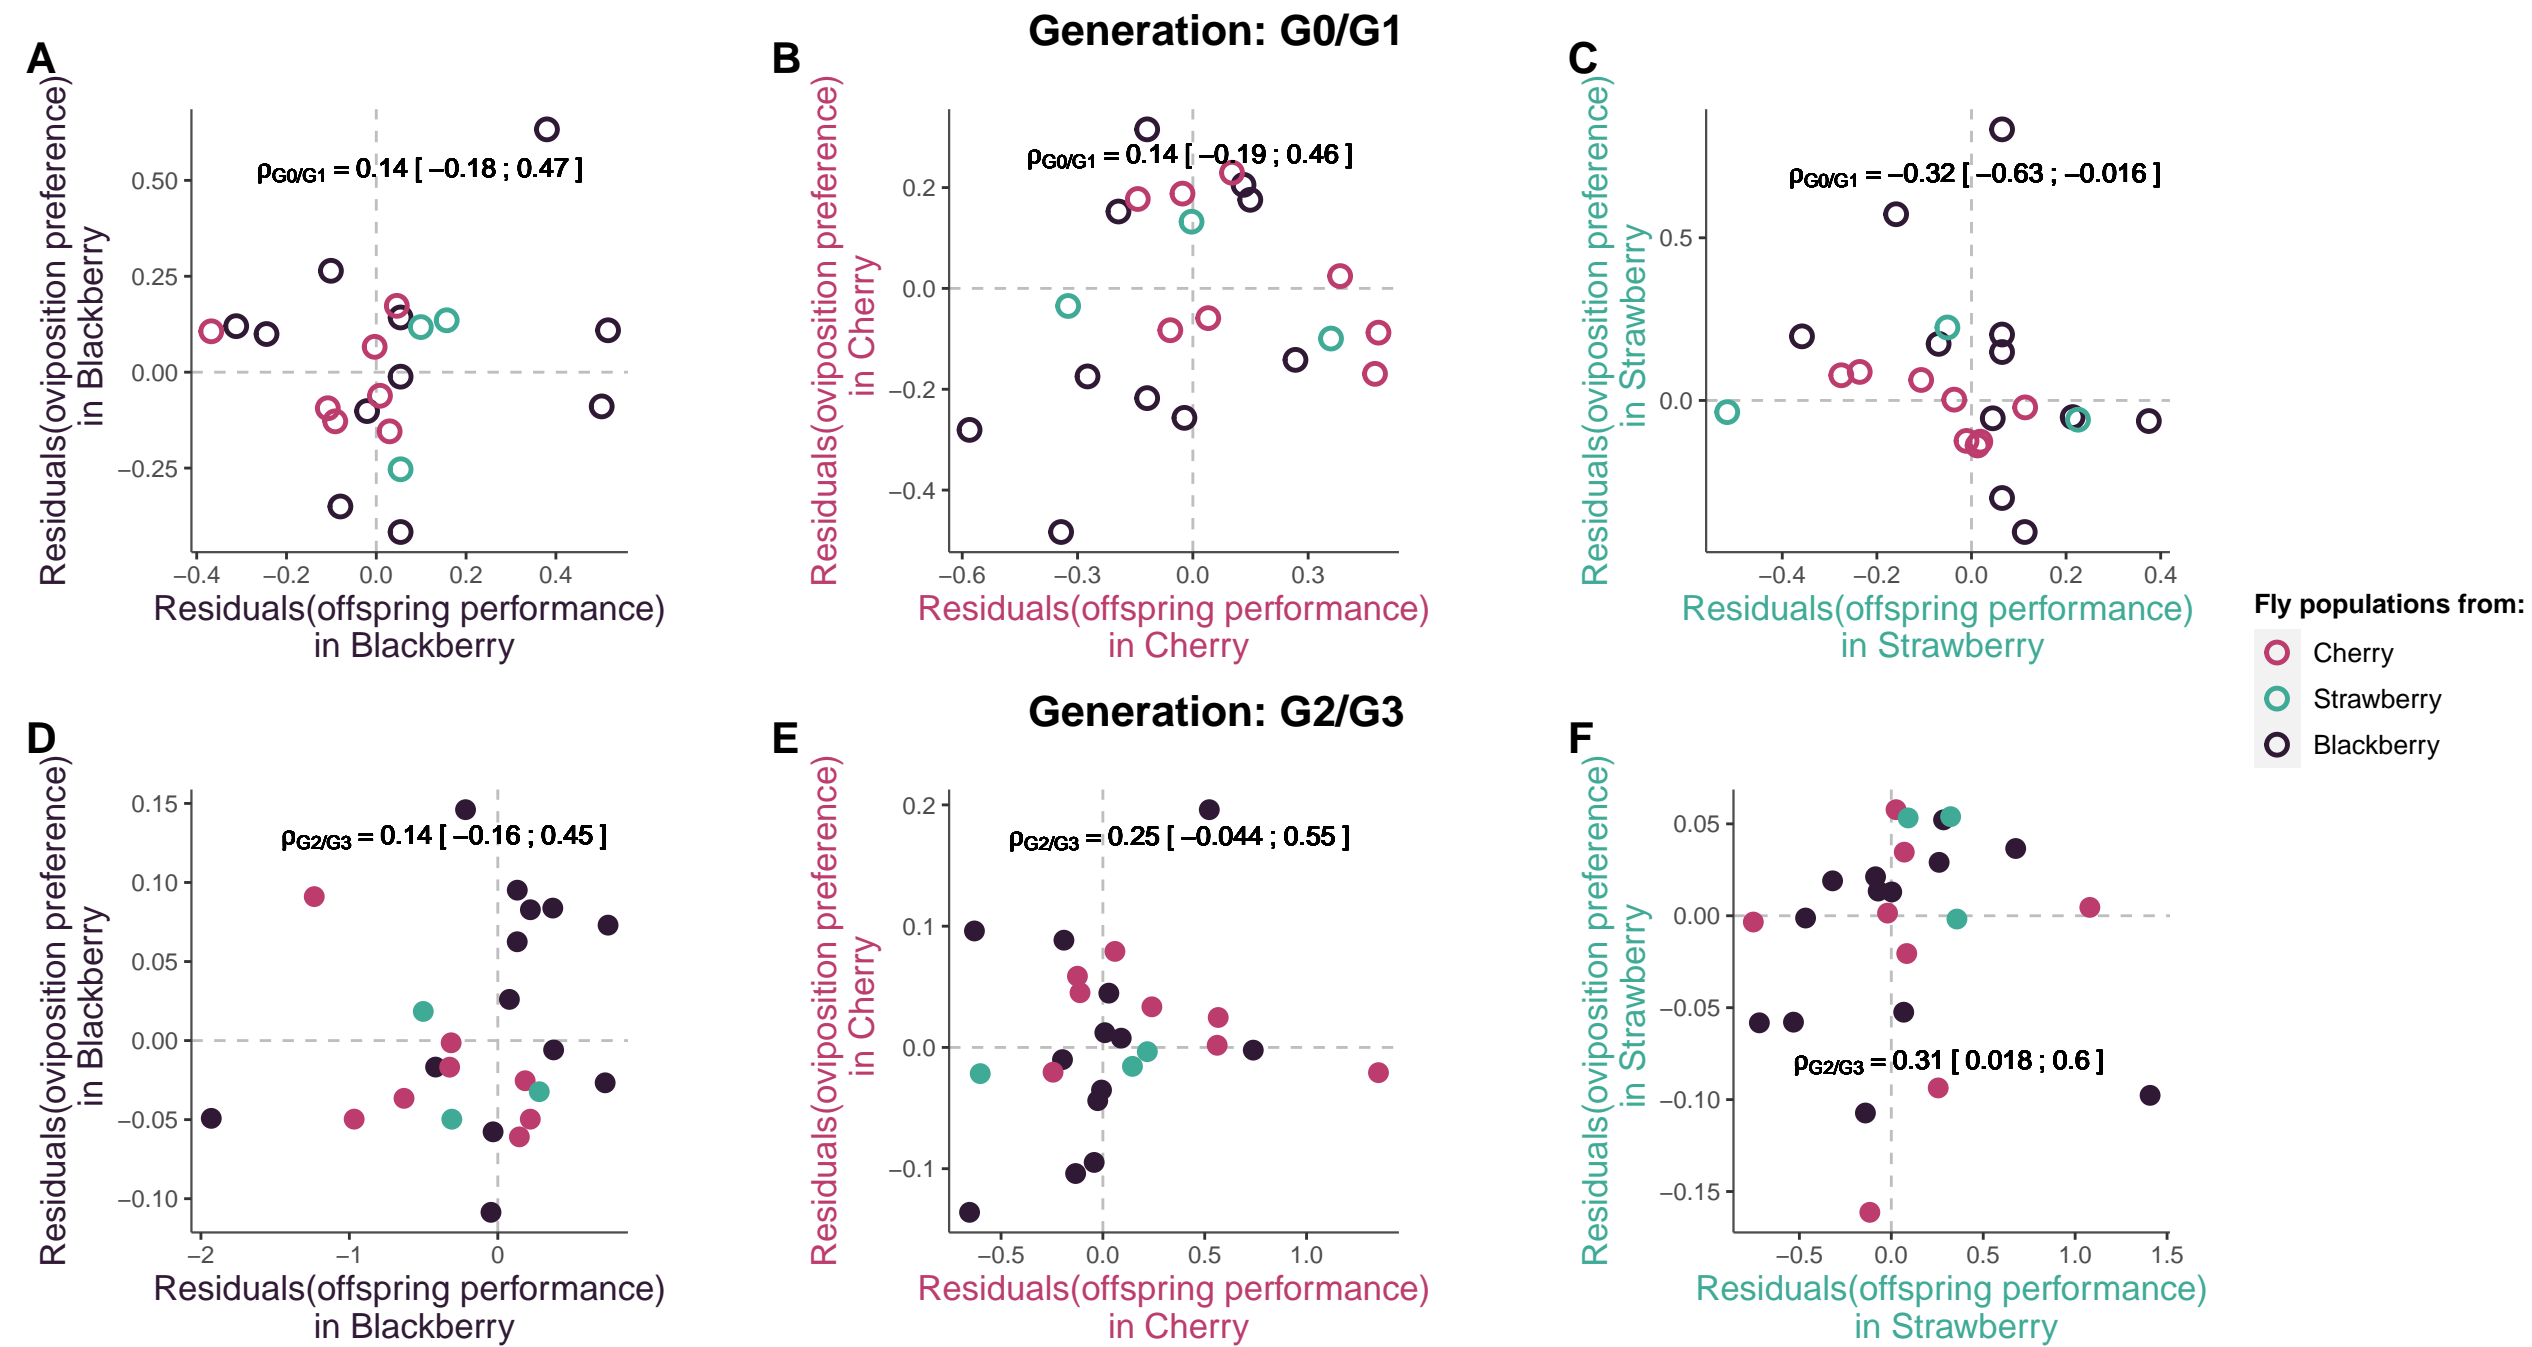 Generation: G0/G1
A
Residuals(oviposition preference)
in Blackberry
ρG0/G1 = 0.14 [ −0.18 ; 0.47 ]
0.50
0.25
0.00
−0.25
−0.4 −0.2 0.0 0.2 0.4
Residuals(offspring performance)
in Blackberry
B
Residuals(oviposition preference)
in Cherry
ρG0/G1 = 0.14 [ −0.19 ; 0.46 ]
0.2
0.0
−0.2
−0.4
−0.6 −0.3 0.0 0.3
Residuals(offspring performance)
in Cherry
C
Residuals(oviposition preference)
in Strawberry
ρG0/G1 = −0.32 [ −0.63 ; −0.016 ]
0.5
0.0
−0.4 −0.2 0.0 0.2 0.4
Residuals(offspring performance)
in Strawberry
Fly populations from:
Cherry
Strawberry
Blackberry
Generation: G2/G3
D
Residuals(oviposition preference)
in Blackberry
ρG2/G3 = 0.14 [ −0.16 ; 0.45 ]
0.15
0.10
0.05
0.00
−0.05
−0.10
−2 −1 0
Residuals(offspring performance)
in Blackberry
E
Residuals(oviposition preference)
in Cherry
ρG2/G3 = 0.25 [ −0.044 ; 0.55 ]
0.2
0.1
0.0
−0.1
−0.5 0.0 0.5 1.0
Residuals(offspring performance)
in Cherry
F
Residuals(oviposition preference)
in Strawberry
ρG2/G3 = 0.31 [ 0.018 ; 0.6 ]
0.05
0.00
−0.05
−0.10
−0.15
−0.5 0.0 0.5 1.0 1.5
Residuals(offspring performance)
in Strawberry